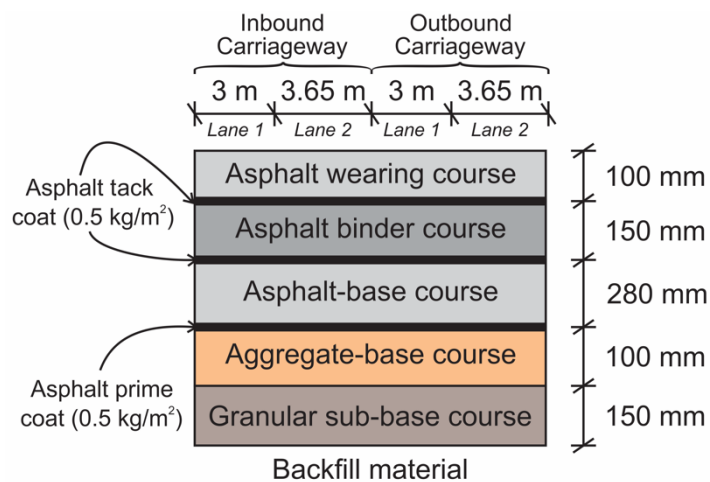 Inbound Carriageway
Outbound Carriageway
3 m 3.65 m 3 m 3.65 m
Lane 1 Lane 2 Lane 1 Lane 2
Asphalt tack
coat (0.5 kg/m²)
Asphalt prime
coat (0.5 kg/m²)
Asphalt wearing course
Asphalt binder course
Asphalt-base course
Aggregate-base course
Granular sub-base course
100 mm
150 mm
280 mm
100 mm
150 mm
Backfill material